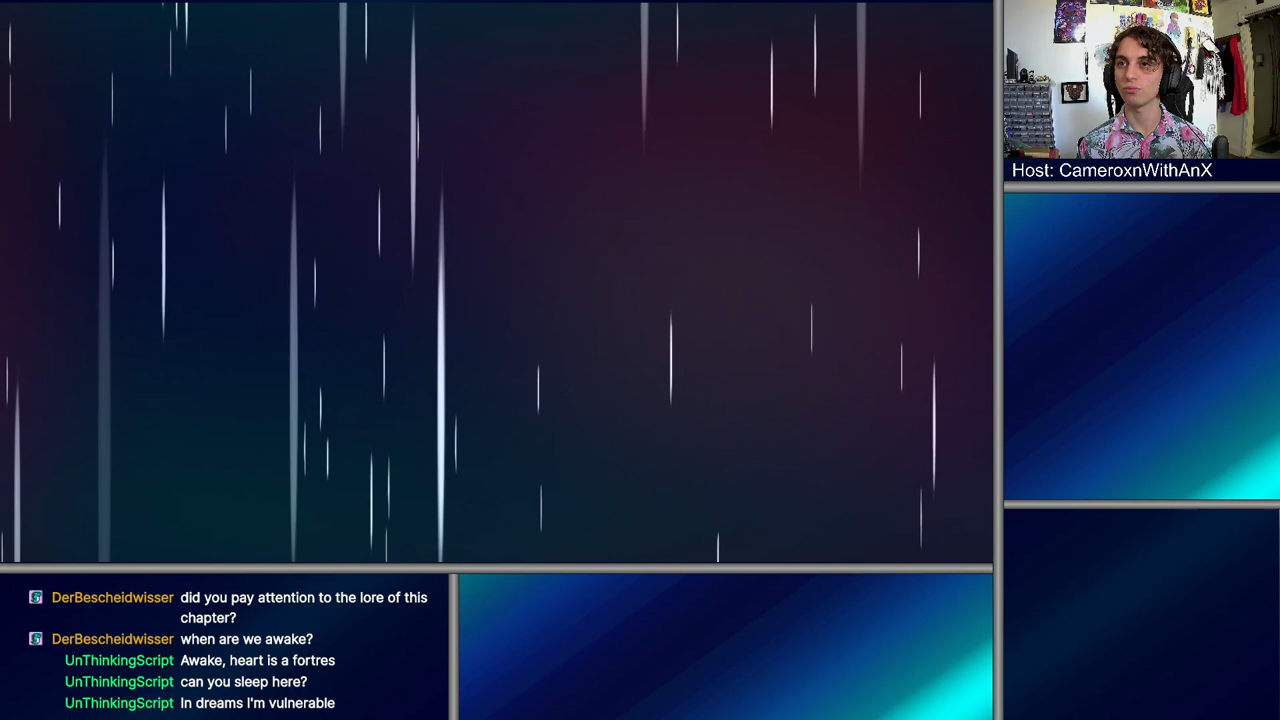 Host: CameroxnWithAnX
DerBescheidwisser did you pay attention to the lore of this
chapter?
DerBescheidwisser when are we awake?
UnThinkingScript Awake, heart is a fortres
UnThinkingScript can you sleep here?
UnThinkingScript In dreams I'm vulnerable